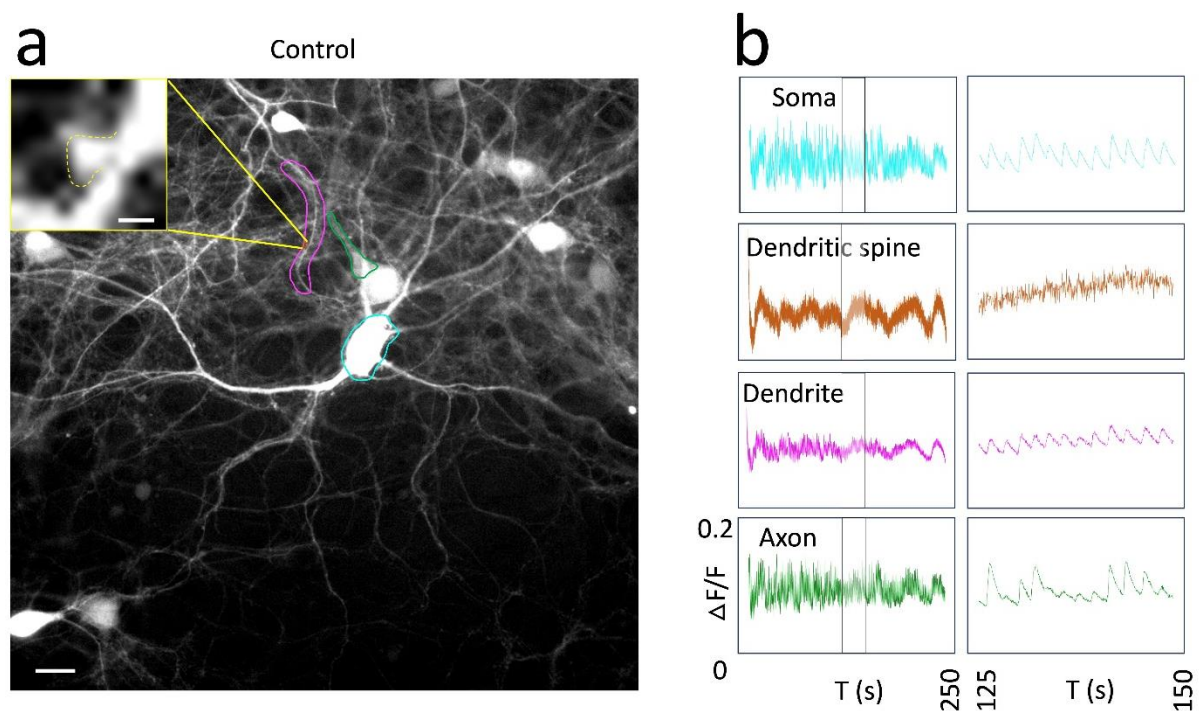 a
Control
b
Soma
Dendritic spine
Dendrite
Axon
0.2
ΔF/F
0
T (s)
250
125
T (s)
150